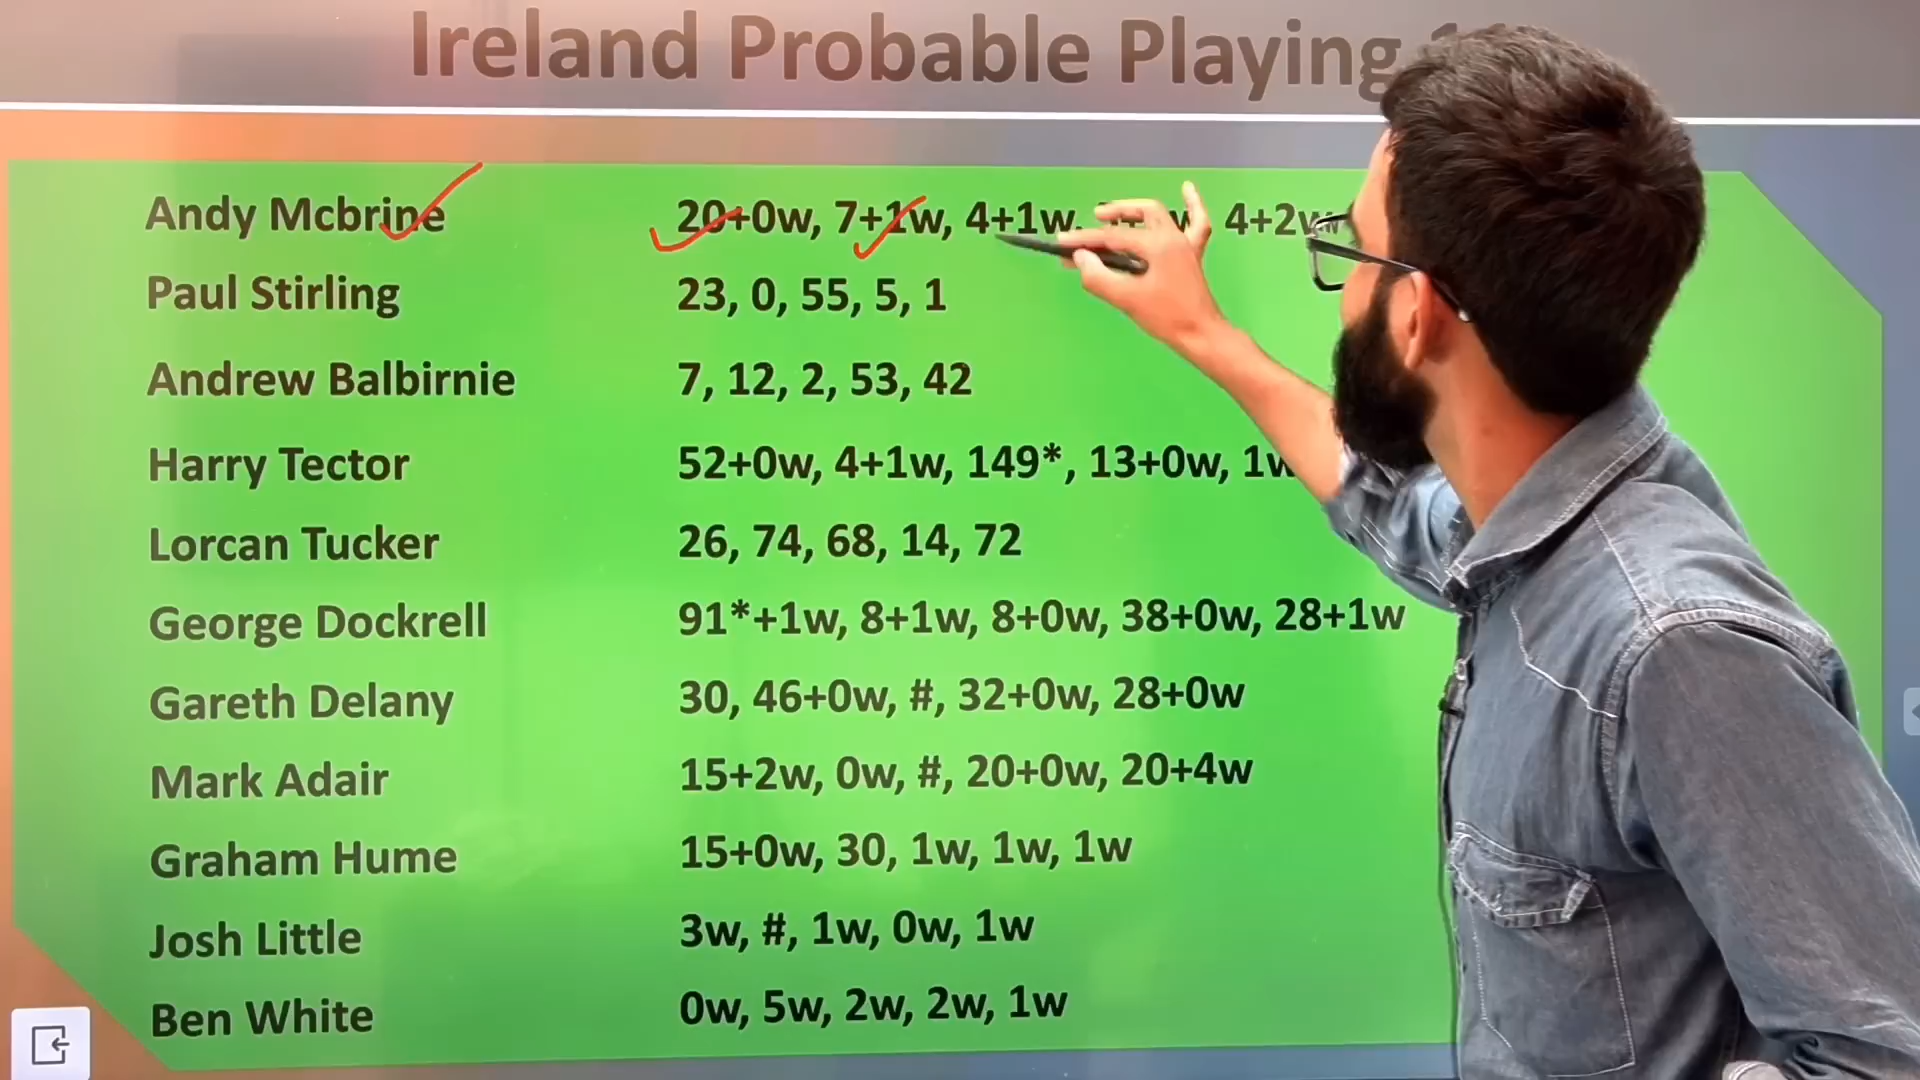 Ireland Probable Playing
Andy Mcbrine 20+0w, 7+1w, 4+1w, 4+2w
Paul Stirling 23, 0, 55, 5, 1
Andrew Balbirnie 7, 12, 2, 53, 42
Harry Tector 52+0w, 4+1w, 149*, 13+0w, 1w
Lorcan Tucker 26, 74, 68, 14, 72
George Dockrell 91*+1w, 8+1w, 8+0w, 38+0w, 28+1w
Gareth Delany 30, 46+0w, #, 32+0w, 28+0w
Mark Adair 15+2w, 0w, #, 20+0w, 20+4w
Graham Hume 15+0w, 30, 1w, 1w, 1w
Josh Little 3w, #, 1w, 0w, 1w
Ben White 0w, 5w, 2w, 2w, 1w